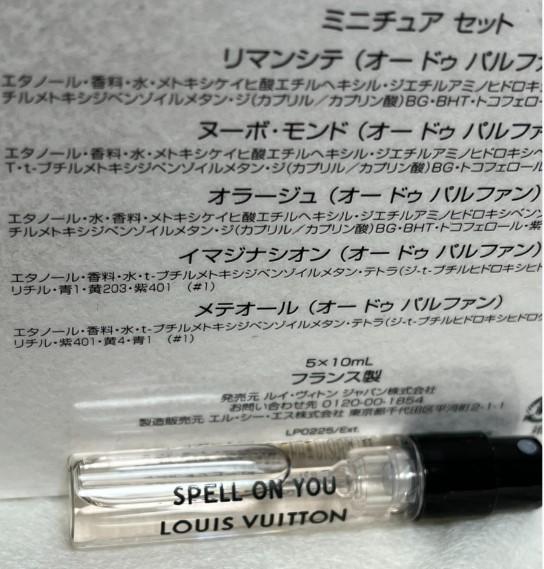 ミニチュア セット
リマンシテ (オー ドゥ パルファ
エタノール・香料・水・メトキシケイヒ酸エチルヘキシル・ジエチルアミノヒドロキ
チルメトキシジベンゾイルメタン・ジ(カプリル/カプリン酸)BG・BHT・トコフェロ
ヌーボ・モンド (オー ドゥ パルファ
エタノール・香料・水・メトキシケイヒ酸エチルヘキシル・ジエチルアミノヒドロキシ
T・t-ブチルメトキシジベンゾイルメタン・ジ(カプリル/カプリン酸)BG・トコフェロール
オラージュ (オー ドゥ パルファン)
エタノール・水・香料・メトキシケイヒ酸エチルヘキシル・ジエチルアミノヒドロキシベンゾ
チルメトキシジベンゾイルメタン・ジ(カプリル/カプリン酸)BG・BHT・トコフェロール・紫
イマジナシオン (オー ドゥ パルファン)
エタノール・香料・水・t-ブチルメトキシジベンゾイルメタン・テトラ(ジ-t-ブチルヒドロキシヒド
リチル・青1・黄203・紫401 (#1)
メテオール (オー ドゥ パルファン)
エタノール・香料・水・t-ブチルメトキシジベンゾイルメタン・テトラ(ジ-t-ブチルヒドロキシヒドロ
リチル・紫401・黄4・青1 (#1)
5×10mL
フランス製
発売元 ルイ・ヴィトン ジャパン株式会社
お問い合わせ先 0120-00-1854
製造販売元 エル・シー・エス株式会社 東京都千代田区平河町2-1-1
LP0225/Ext.
SPELL ON YOU
LOUIS VUITTON